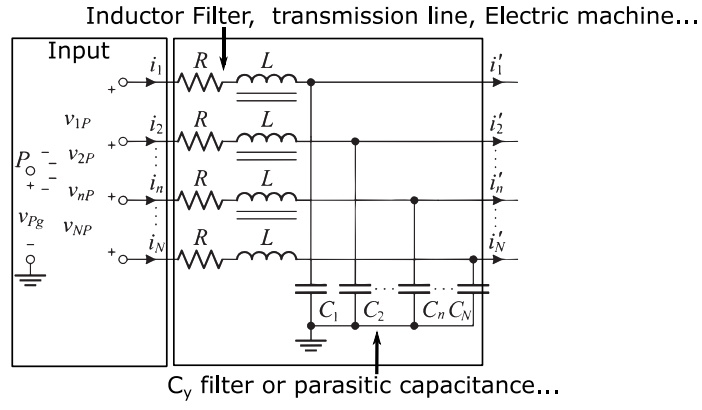 Inductor Filter, transmission line, Electric machine...
Input
i1 R L i′1
+
v1P
i2 R L i′2
+
P
v2P
in R L i′n
+
vnP
vPg
vNP
iN R L i′N
+
C1 C2 Cn CN
Cy filter or parasitic capacitance...